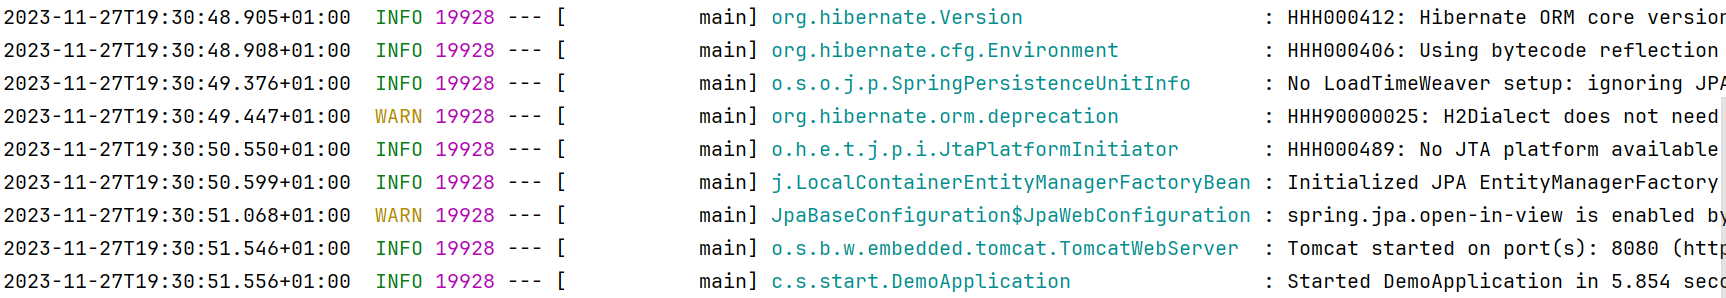 2023-11-27T19:30:48.905+01:00  INFO 19928 --- [           main] org.hibernate.Version                    : HHH000412: Hibernate ORM core version
2023-11-27T19:30:48.908+01:00  INFO 19928 --- [           main] org.hibernate.cfg.Environment            : HHH000406: Using bytecode reflection
2023-11-27T19:30:49.376+01:00  INFO 19928 --- [           main] o.s.o.j.p.SpringPersistenceUnitInfo      : No LoadTimeWeaver setup: ignoring JPA
2023-11-27T19:30:49.447+01:00  WARN 19928 --- [           main] org.hibernate.orm.deprecation            : HHH90000025: H2Dialect does not need
2023-11-27T19:30:50.550+01:00  INFO 19928 --- [           main] o.h.e.t.j.p.i.JtaPlatformInitiator       : HHH000489: No JTA platform available
2023-11-27T19:30:50.599+01:00  INFO 19928 --- [           main] j.LocalContainerEntityManagerFactoryBean : Initialized JPA EntityManagerFactory
2023-11-27T19:30:51.068+01:00  WARN 19928 --- [           main] JpaBaseConfiguration$JpaWebConfiguration : spring.jpa.open-in-view is enabled by
2023-11-27T19:30:51.546+01:00  INFO 19928 --- [           main] o.s.b.w.embedded.tomcat.TomcatWebServer  : Tomcat started on port(s): 8080 (http
2023-11-27T19:30:51.556+01:00  INFO 19928 --- [           main] c.s.start.DemoApplication                : Started DemoApplication in 5.854 seco